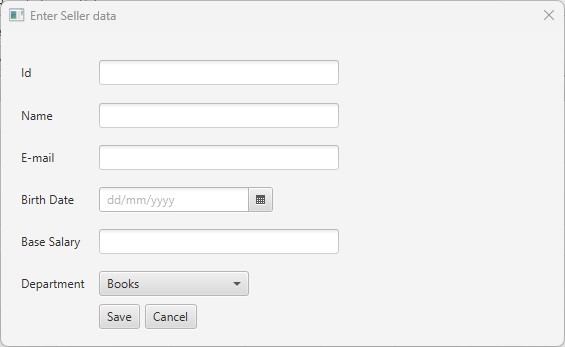 Enter Seller data
Id
Name
E-mail
Birth Date dd/mm/yyyy
Base Salary
Department Books
Save Cancel